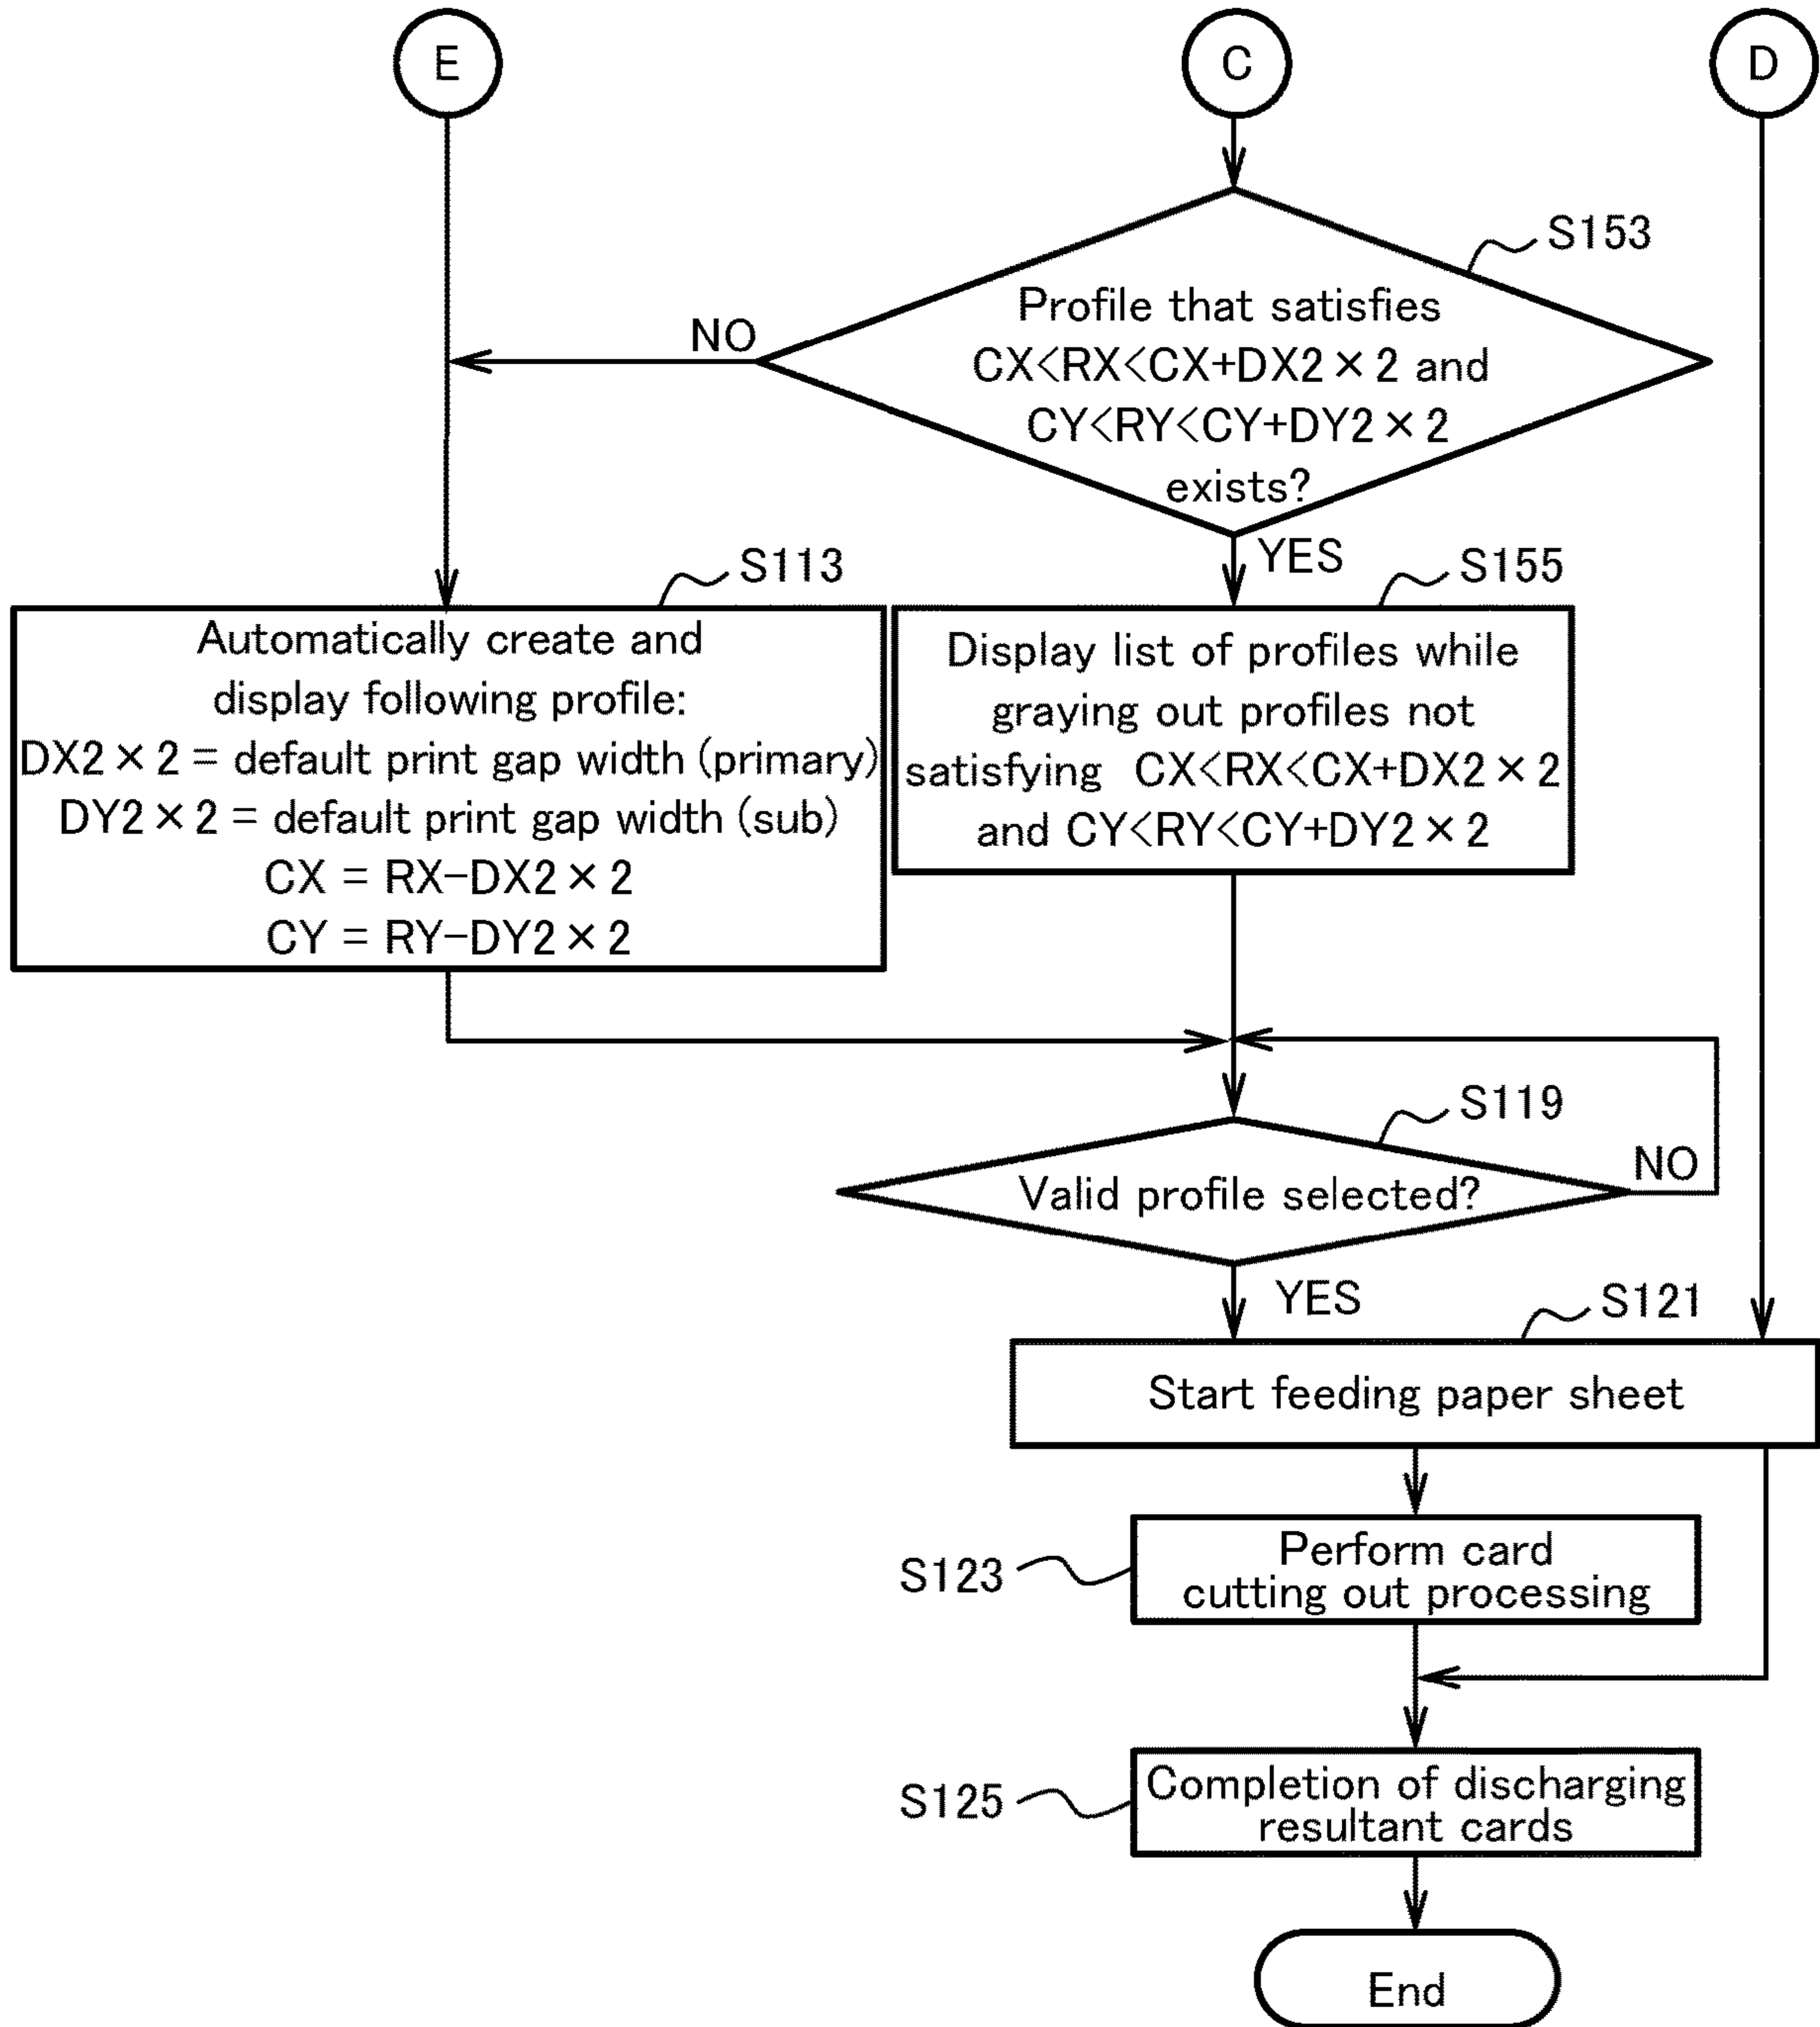 E
C
D
S153
Profile that satisfies
CX<RX<CX+DX2×2 and
CY<RY<CY+DY2×2
exists?
NO
YES
S113
Automatically create and
display following profile:
DX2×2 = default print gap width (primary)
DY2×2 = default print gap width (sub)
CX = RX-DX2×2
CY = RY-DY2×2
S155
Display list of profiles while
graying out profiles not
satisfying CX<RX<CX+DX2×2
and CY<RY<CY+DY2×2
S119
Valid profile selected?
NO
YES
S121
Start feeding paper sheet
S123
Perform card
cutting out processing
S125
Completion of discharging
resultant cards
End